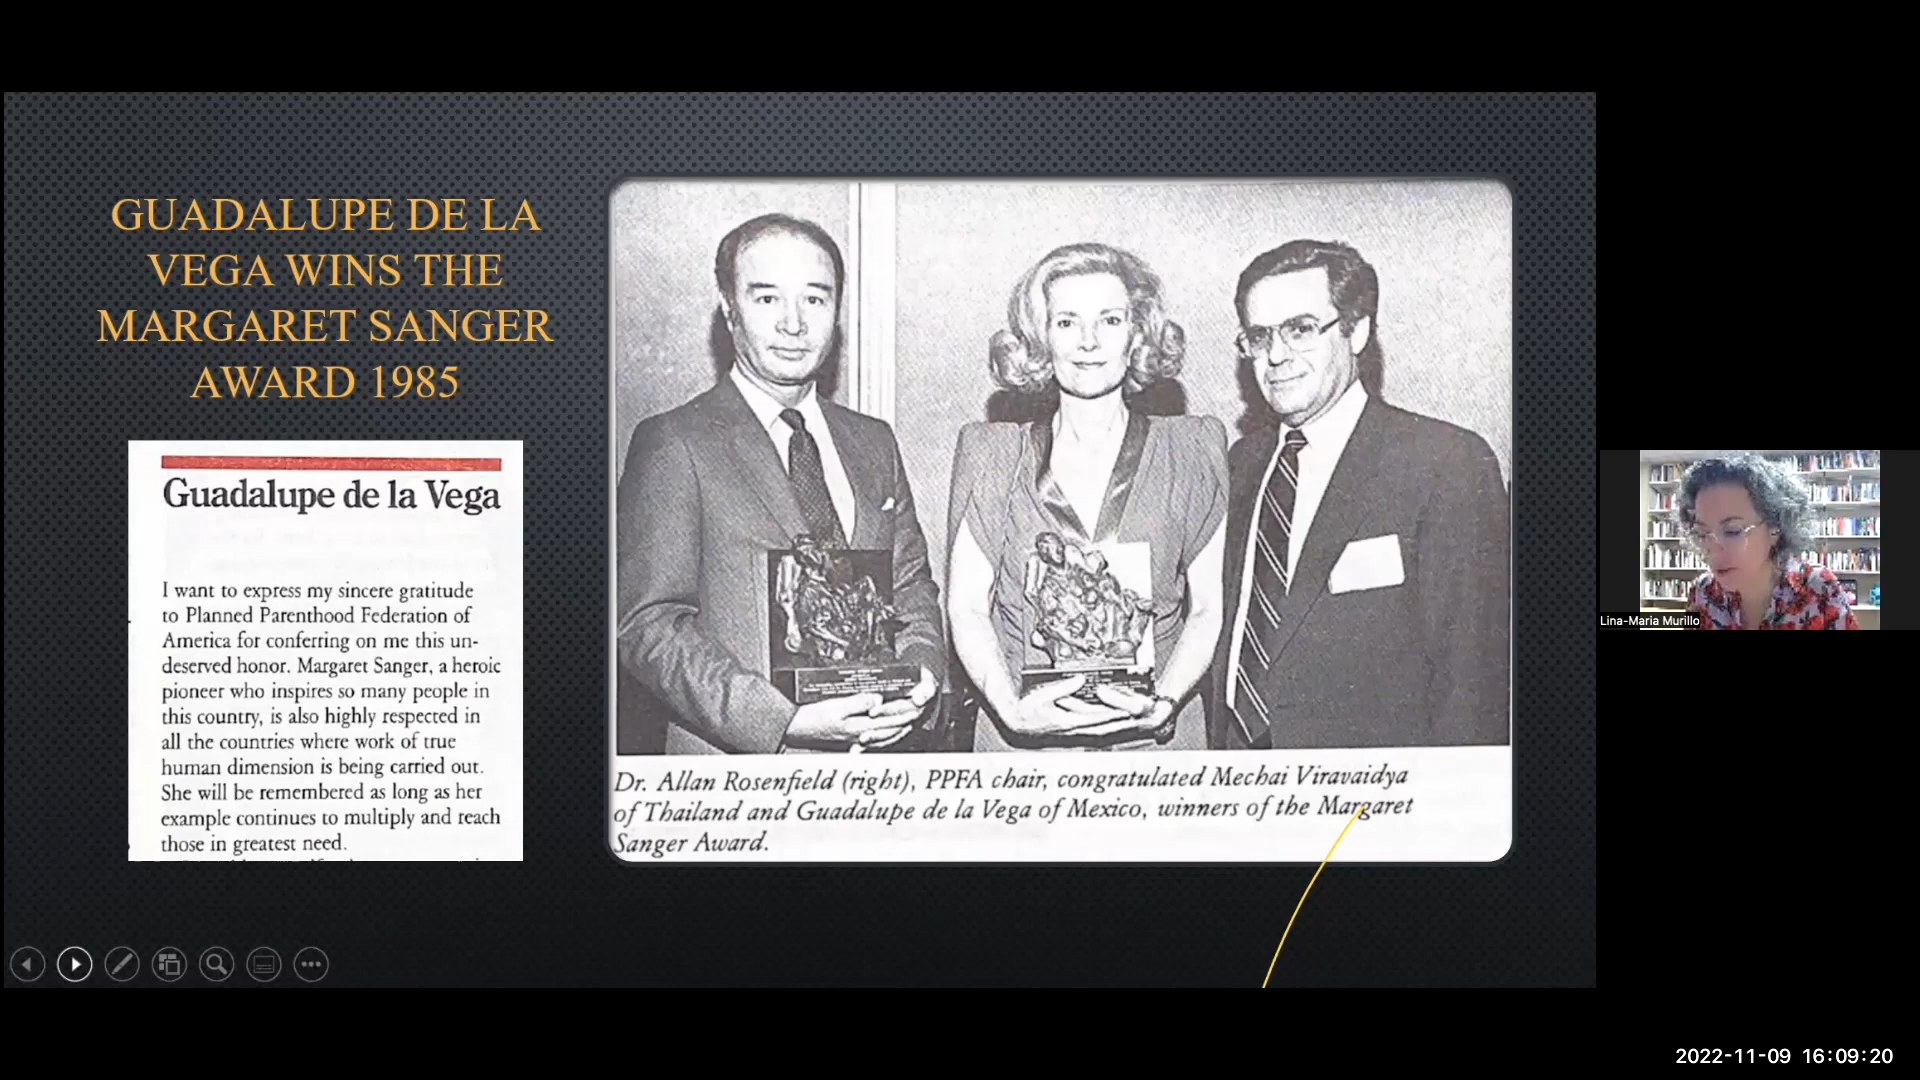 GUADALUPE DE LA
VEGA WINS THE
MARGARET SANGER
AWARD 1985
Guadalupe de la Vega
I want to express my sincere gratitude
to Planned Parenthood Federation of
America for conferring on me this un-
deserved honor. Margaret Sanger, a heroic
pioneer who inspires so many people in
this country, is also highly respected in
all the countries where work of true
human dimension is being carried out.
She will be remembered as long as her
example continues to multiply and reach
those in greatest need.
Dr. Allan Rosenfield (right), PPFA chair, congratulated Mechai Viravaidya
of Thailand and Guadalupe de la Vega of Mexico, winners of the Margaret
Sanger Award.
Lina-Maria Murillo
2022-11-09 16:09:20